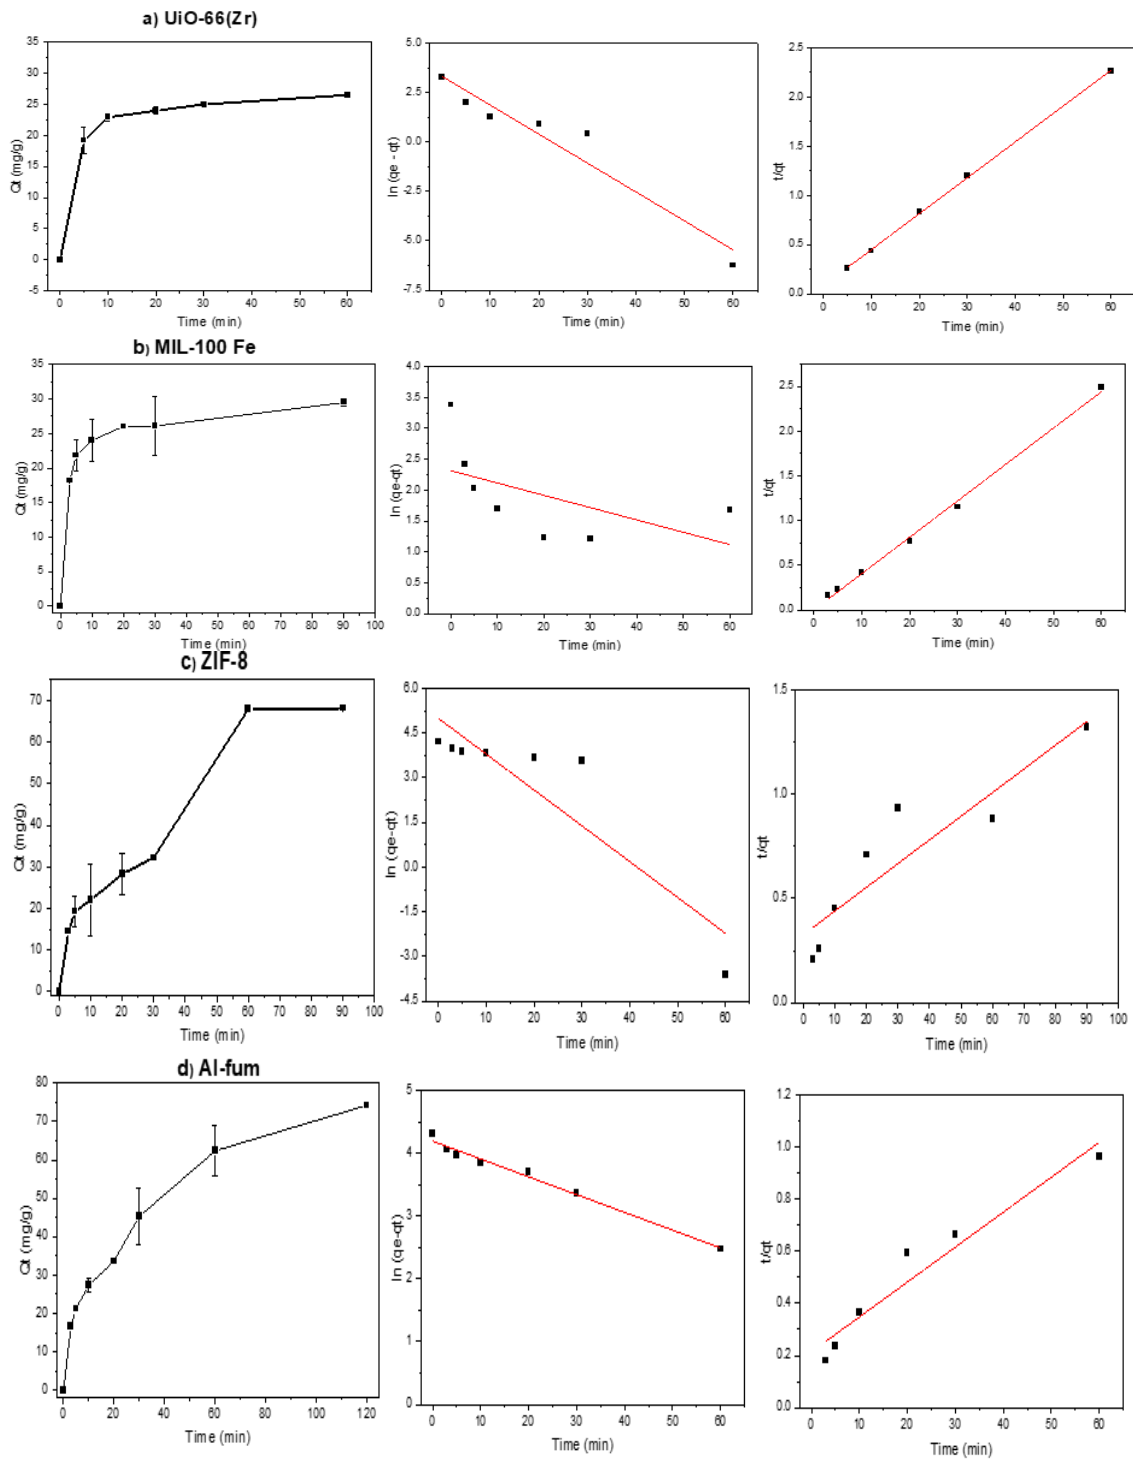 a) UiO-66(Zr)
Qt (mg/g)
35
30
25
20
15
10
5
0
-5
0 10 20 30 40 50 60
Time (min)
ln (qe - qt)
5.0
2.5
0.0
-2.5
-5.0
-7.5
0 10 20 30 40 50 60
Time (min)
t/qt
2.5
2.0
1.5
1.0
0.5
0.0
0 10 20 30 40 50 60
Time (min)
b) MIL-100 Fe
Qt (mg/g)
35
30
25
20
15
10
5
0
0 10 20 30 40 50 60 70 80 90 100
Time (min)
ln (qe-qt)
4.0
3.5
3.0
2.5
2.0
1.5
1.0
0.5
0.0
0 10 20 30 40 50 60
Time (min)
t/qt
2.5
2.0
1.5
1.0
0.5
0.0
0 10 20 30 40 50 60
Time (min)
c) ZIF-8
Qt (mg/g)
70
60
50
40
30
20
10
0
0 10 20 30 40 50 60 70 80 90 100
Time (min)
ln (qe-qt)
6.0
4.5
3.0
1.5
0.0
-1.5
-3.0
-4.5
0 10 20 30 40 50 60
Time (min)
t/qt
1.5
1.0
0.5
0.0
0 10 20 30 40 50 60 70 80 90 100
Time (min)
d) Al-fum
Qt (mg/g)
80
70
60
50
40
30
20
10
0
0 20 40 60 80 100 120
Time (min)
ln (qe-qt)
5
4
3
2
1
0
0 10 20 30 40 50 60
Time (min)
t/qt
1.2
1.0
0.8
0.6
0.4
0.2
0.0
0 10 20 30 40 50 60
Time (min)